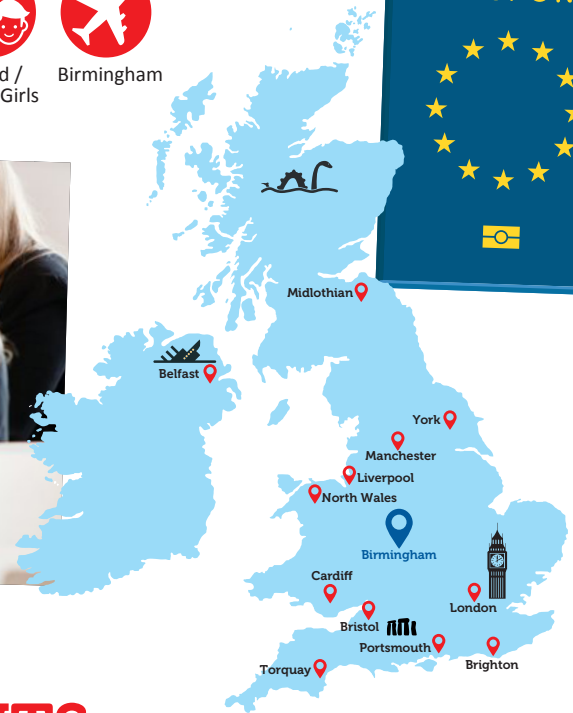 Girls
Birmingham
Midlothian
Belfast
York
Manchester
Liverpool
North Wales
Birmingham
Cardiff
London
Bristol
Portsmouth
Brighton
Torquay